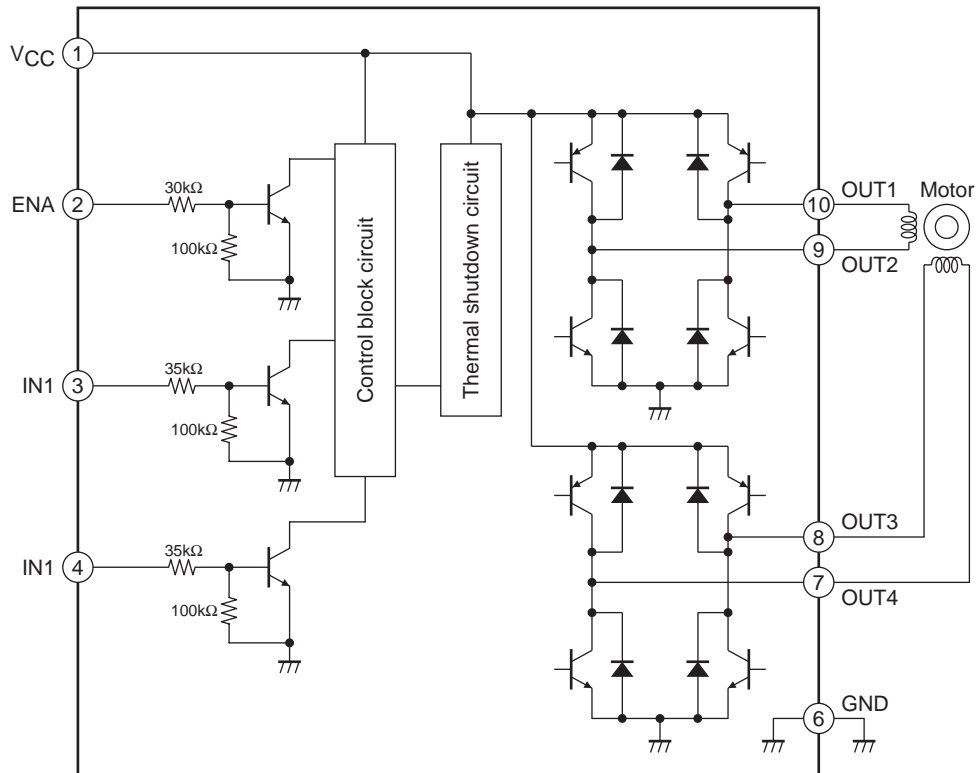 VCC
1
ENA
2
30kΩ
100kΩ
IN1
3
35kΩ
100kΩ
IN1
4
35kΩ
100kΩ
Control block circuit
Thermal shutdown circuit
10
OUT1
Motor
9
OUT2
8
OUT3
7
OUT4
6
GND